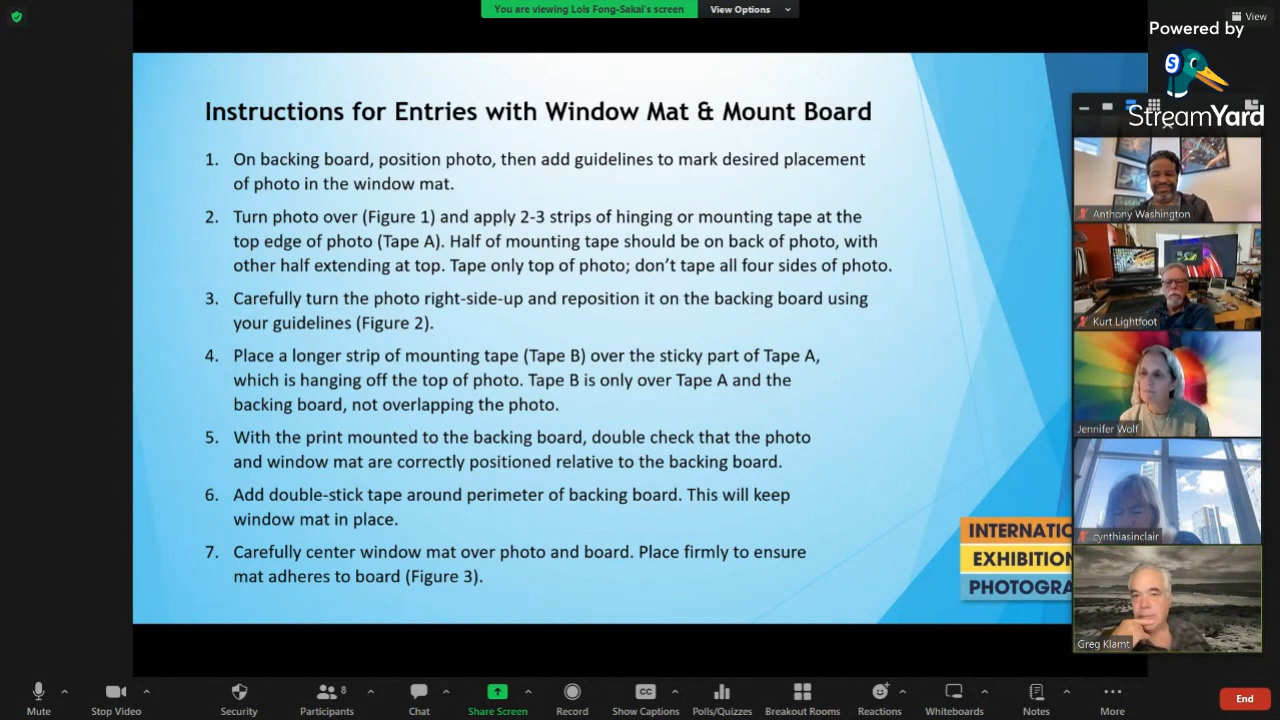 You are viewing Lois Fong-Sakai's screen
View Options
View
Powered by
StreamYard
Instructions for Entries with Window Mat & Mount Board
1. On backing board, position photo, then add guidelines to mark desired placement
of photo in the window mat.
2. Turn photo over (Figure 1) and apply 2-3 strips of hinging or mounting tape at the
top edge of photo (Tape A). Half of mounting tape should be on back of photo, with
other half extending at top. Tape only top of photo; don't tape all four sides of photo.
3. Carefully turn the photo right-side-up and reposition it on the backing board using
your guidelines (Figure 2).
4. Place a longer strip of mounting tape (Tape B) over the sticky part of Tape A,
which is hanging off the top of photo. Tape B is only over Tape A and the
backing board, not overlapping the photo.
5. With the print mounted to the backing board, double check that the photo
and window mat are correctly positioned relative to the backing board.
6. Add double-stick tape around perimeter of backing board. This will keep
window mat in place.
7. Carefully center window mat over photo and board. Place firmly to ensure
mat adheres to board (Figure 3).
INTERNATIO
EXHIBITION
PHOTOGRA
Anthony Washington
Kurt Lightfoot
Jennifer Wolf
cynthiasinclair
Greg Klamt
Mute
Stop Video
Security
Participants
8
Chat
Share Screen
Record
CC
Show Captions
Polls/Quizzes
Breakout Rooms
Reactions
Whiteboards
Notes
More
End